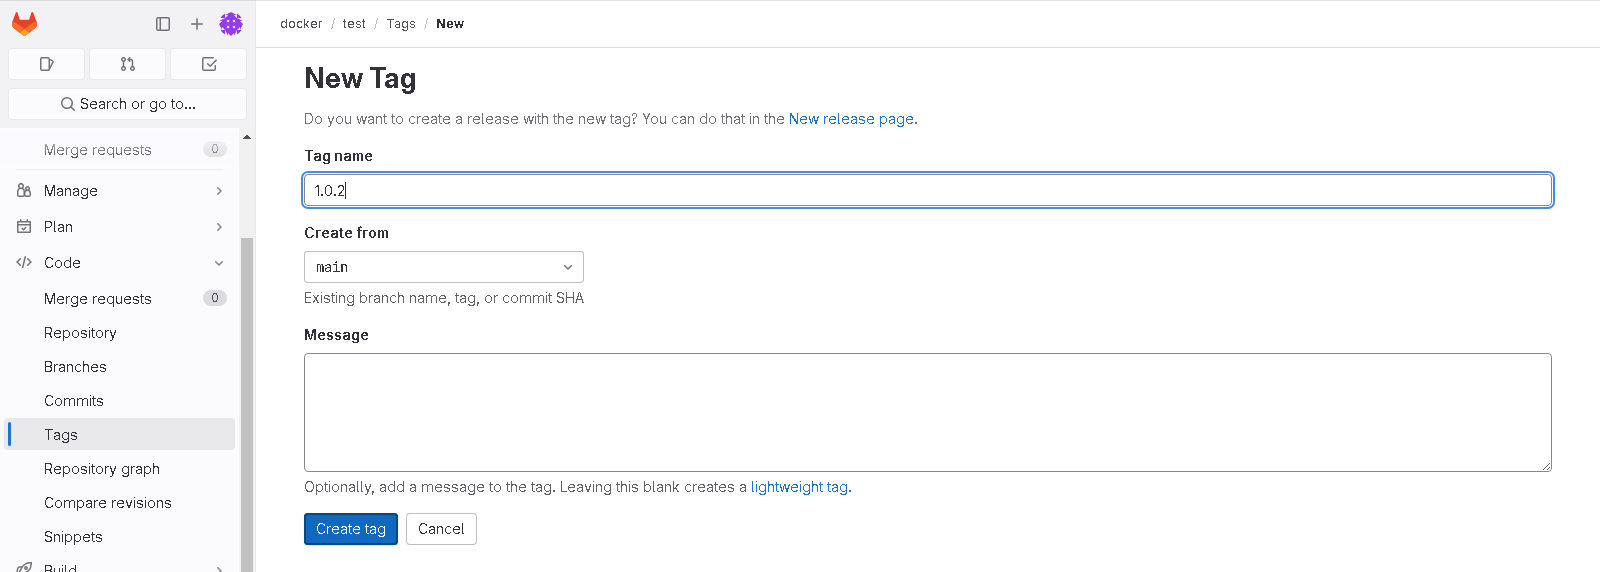 docker / test / Tags / New
Search or go to...
Merge requests 0
Manage
Plan
Code
Merge requests 0
Repository
Branches
Commits
Tags
Repository graph
Compare revisions
Snippets
Build
New Tag
Do you want to create a release with the new tag? You can do that in the New release page.
Tag name
1.0.2
Create from
main
Existing branch name, tag, or commit SHA
Message
Optionally, add a message to the tag. Leaving this blank creates a lightweight tag.
Create tag Cancel